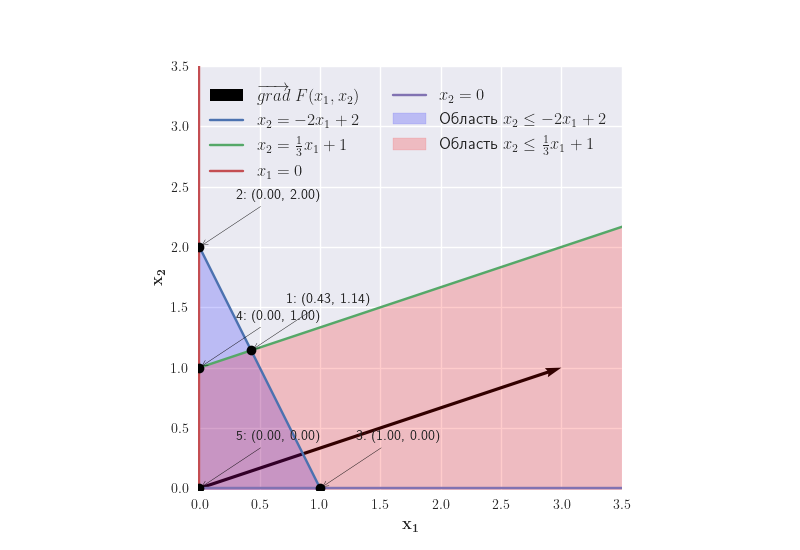 3.5
3.0
2.5
2.0
1.5
1.0
0.5
0.0
x₂
grad F(x₁, x₂)
x₂ = −2x₁ + 2
x₂ = ⅓x₁ + 1
x₁ = 0
x₂ = 0
Область x₂ ≤ −2x₁ + 2
Область x₂ ≤ ⅓x₁ + 1
2: (0.00, 2.00)
1: (0.43, 1.14)
4: (0.00, 1.00)
5: (0.00, 0.00)
3: (1.00, 0.00)
0.0 0.5 1.0 1.5 2.0 2.5 3.0 3.5
x₁